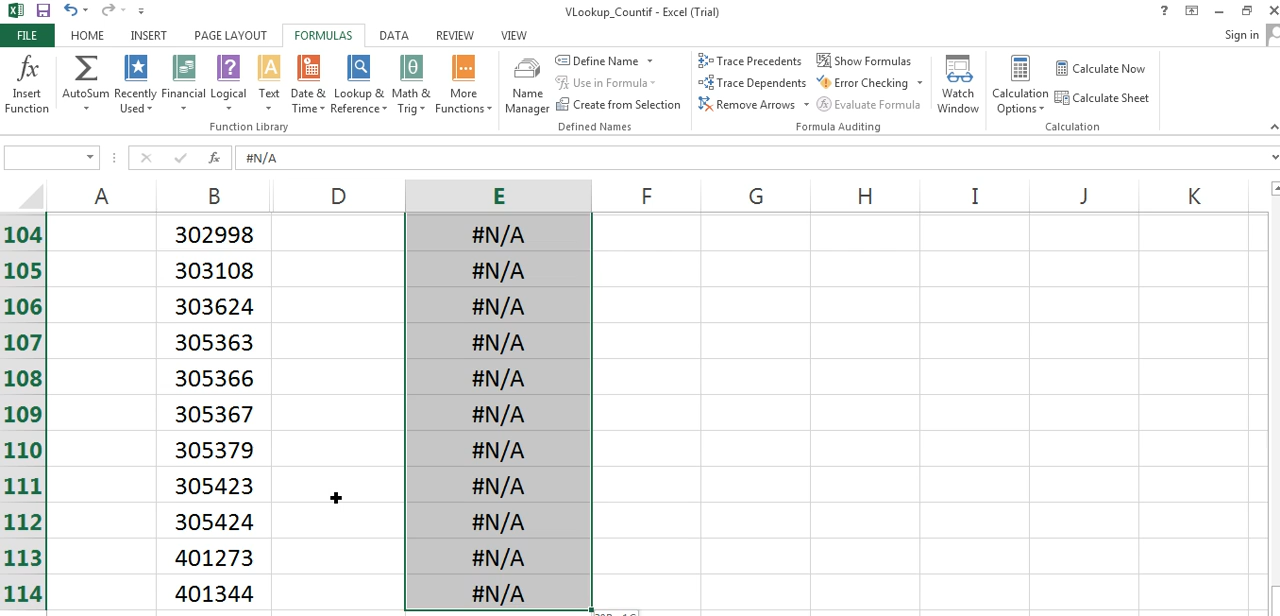 VLookup_Countif - Excel (Trial)
?
FILE HOME INSERT PAGE LAYOUT FORMULAS DATA REVIEW VIEW Sign in
fx Σ ? A θ
Insert Function
AutoSum
Recently Used
Financial
Logical
Text
Date & Time
Lookup & Reference
Math & Trig
More Functions
Function Library
Name Manager
Define Name
Use in Formula
Create from Selection
Defined Names
Trace Precedents
Trace Dependents
Remove Arrows
Show Formulas
Error Checking
Evaluate Formula
Watch Window
Formula Auditing
Calculation Options
Calculate Now
Calculate Sheet
Calculation
fx #N/A
A B D E F G H I J K
104 302998 #N/A
105 303108 #N/A
106 303624 #N/A
107 305363 #N/A
108 305366 #N/A
109 305367 #N/A
110 305379 #N/A
111 305423 #N/A
112 305424 #N/A
113 401273 #N/A
114 401344 #N/A